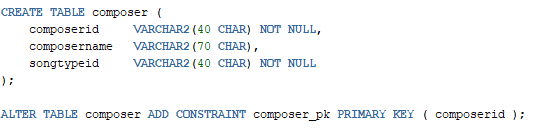 CREATE TABLE composer (
    composerid     VARCHAR2(40 CHAR) NOT NULL,
    composername   VARCHAR2(70 CHAR),
    songtypeid     VARCHAR2(40 CHAR) NOT NULL
);

ALTER TABLE composer ADD CONSTRAINT composer_pk PRIMARY KEY ( composerid );